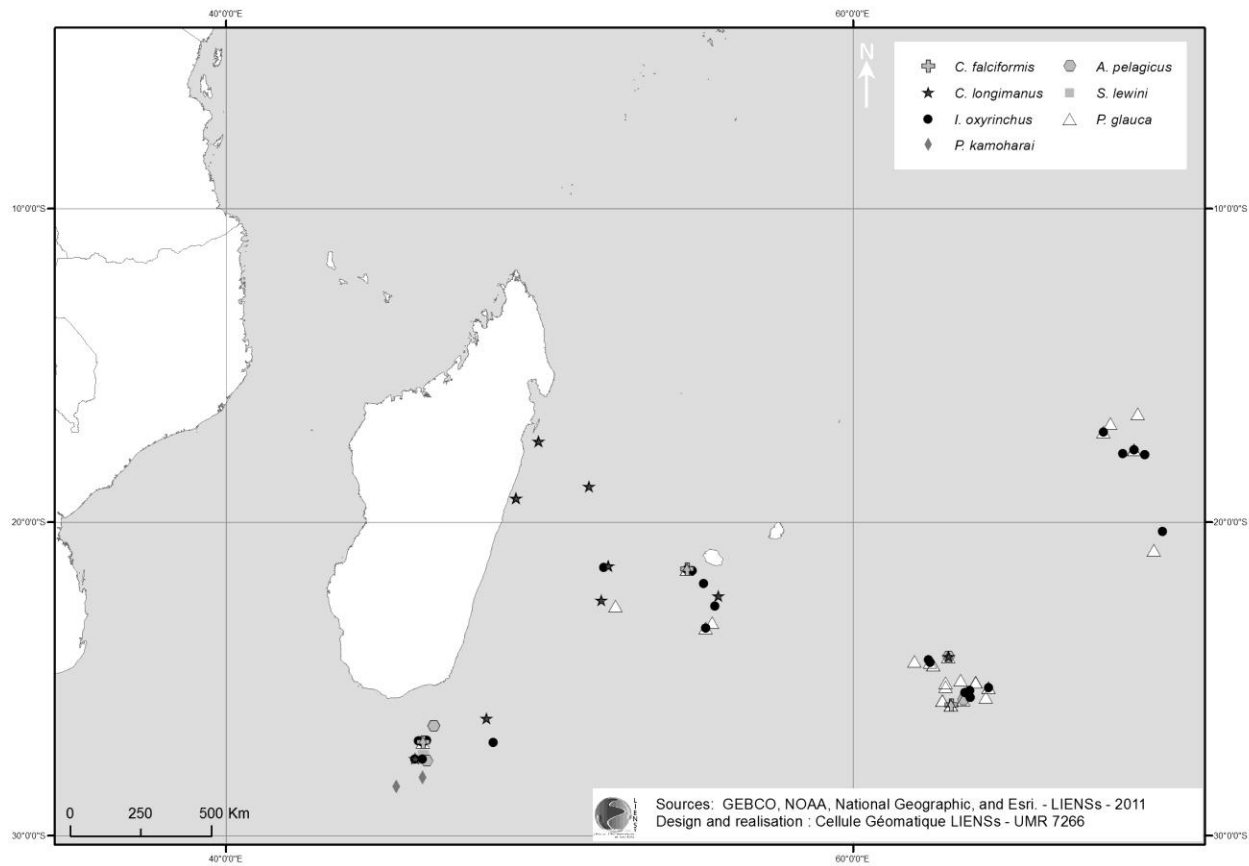 40°0'0"E 60°0'0"E
N
C. falciformis A. pelagicus
C. longimanus S. lewini
I. oxyrinchus P. glauca
P. kamoharai
10°0'0"S 10°0'0"S
20°0'0"S 20°0'0"S
0 250 500 Km
LIENSs
Sources: GEBCO, NOAA, National Geographic, and Esri. - LIENSs - 2011
Design and realisation : Cellule Géomatique LIENSs - UMR 7266
30°0'0"S 30°0'0"S
40°0'0"E 60°0'0"E